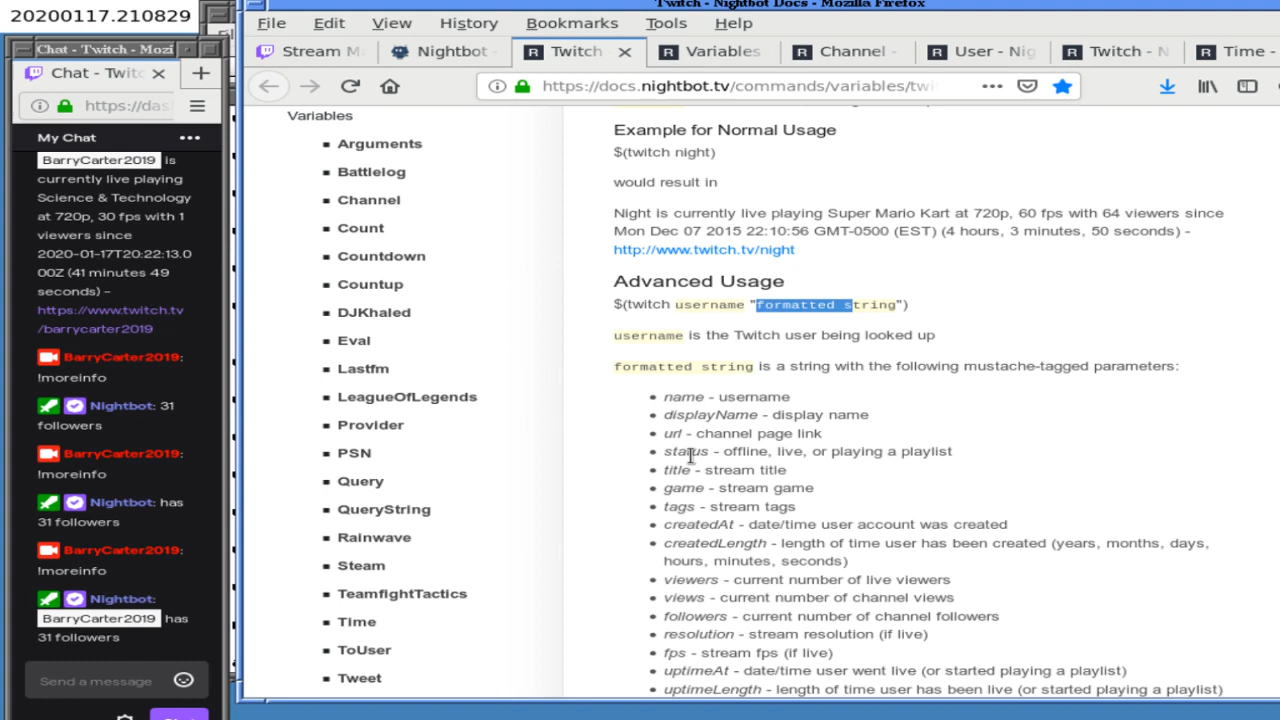 20200117.210829
Chat - Twitch - Mozi
Chat - Twitc
https://das
My Chat
BarryCarter2019 is
currently live playing
Science & Technology
at 720p, 30 fps with 1
viewers since
2020-01-17T20:22:13.0
00Z (41 minutes 49
seconds) -
https://www.twitch.tv
/barrycarter2019
BarryCarter2019:
!moreinfo
Nightbot: 31
followers
BarryCarter2019:
!moreinfo
Nightbot: has
31 followers
BarryCarter2019:
!moreinfo
Nightbot:
BarryCarter2019 has
31 followers
Send a message
Twitch - Nightbot Docs - Mozilla Firefox
File Edit View History Bookmarks Tools Help
Stream M Nightbot - Twitch Variables Channel - User - Nig Twitch - N Time -
https://docs.nightbot.tv/commands/variables/twi
Variables
Arguments
Battlelog
Channel
Count
Countdown
Countup
DJKhaled
Eval
Lastfm
LeagueOfLegends
Provider
PSN
Query
QueryString
Rainwave
Steam
TeamfightTactics
Time
ToUser
Tweet
Example for Normal Usage
$(twitch night)
would result in
Night is currently live playing Super Mario Kart at 720p, 60 fps with 64 viewers since
Mon Dec 07 2015 22:10:56 GMT-0500 (EST) (4 hours, 3 minutes, 50 seconds) -
http://www.twitch.tv/night
Advanced Usage
$(twitch username "formatted string")
username is the Twitch user being looked up
formatted string is a string with the following mustache-tagged parameters:
name - username
displayName - display name
url - channel page link
status - offline, live, or playing a playlist
title - stream title
game - stream game
tags - stream tags
createdAt - date/time user account was created
createdLength - length of time user has been created (years, months, days,
hours, minutes, seconds)
viewers - current number of live viewers
views - current number of channel views
followers - current number of channel followers
resolution - stream resolution (if live)
fps - stream fps (if live)
uptimeAt - date/time user went live (or started playing a playlist)
uptimeLength - length of time user has been live (or started playing a playlist)